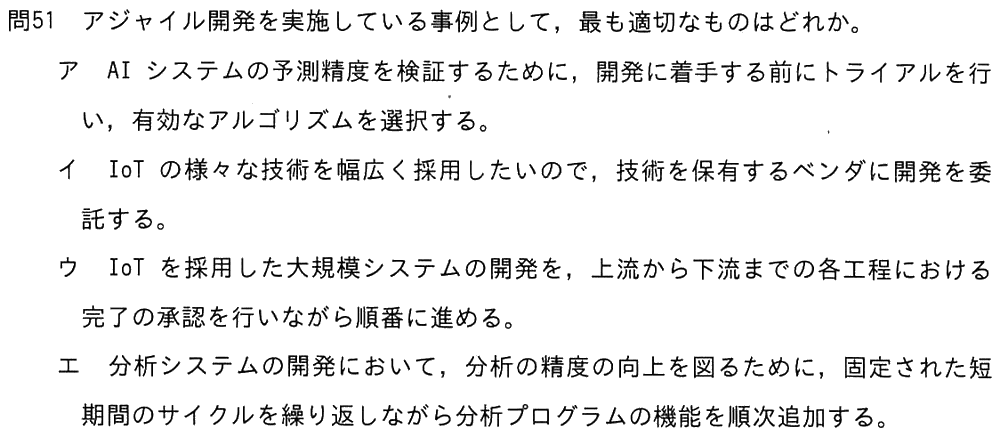 問51 アジャイル開発を実施している事例として，最も適切なものはどれか。
ア AI システムの予測精度を検証するために，開発に着手する前にトライアルを行
い，有効なアルゴリズムを選択する。
イ IoT の様々な技術を幅広く採用したいので，技術を保有するベンダに開発を委
託する。
ウ IoT を採用した大規模システムの開発を，上流から下流までの各工程における
完了の承認を行いながら順番に進める。
エ 分析システムの開発において，分析の精度の向上を図るために，固定された短
期間のサイクルを繰り返しながら分析プログラムの機能を順次追加する。